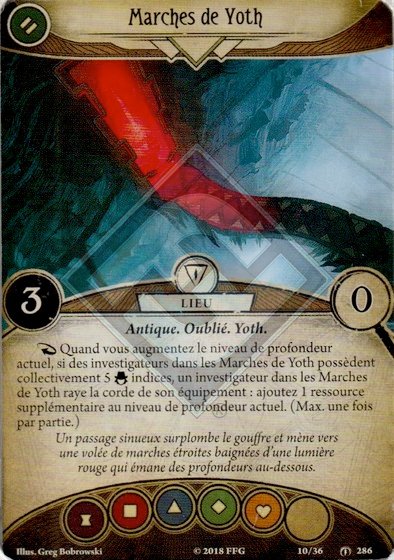 Marches de Yoth
3
LIEU
0
Antique. Oublié. Yoth.
Quand vous augmentez le niveau de profondeur
actuel, si des investigateurs dans les Marches de Yoth possèdent
collectivement 5 indices, un investigateur dans les Marches
de Yoth raye la corde de son équipement : ajoutez 1 ressource
supplémentaire au niveau de profondeur actuel. (Max. une fois
par partie.)
Un passage sinueux surplombe le gouffre et mène vers
une volée de marches étroites baignées d'une lumière
rouge qui émane des profondeurs au-dessous.
Illus. Greg Bobrowski
© 2018 FFG
10/36
286